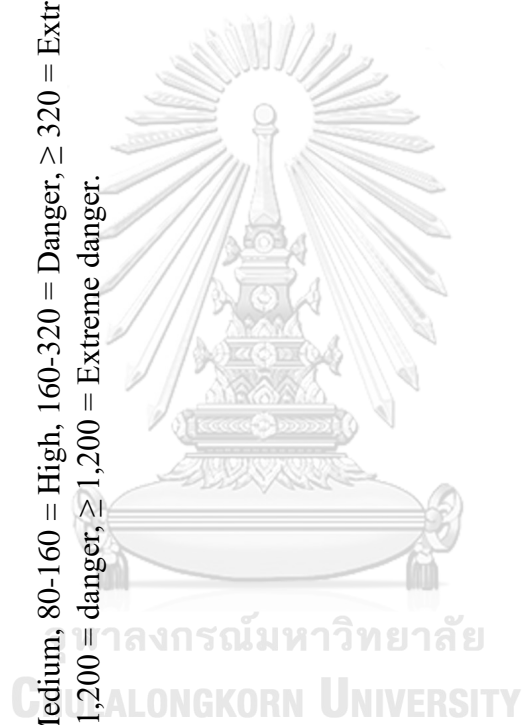 Medium, 80-160 = High, 160-320 = Danger, ≥ 320 = Extr
1,200 = danger, ≥ 1,200 = Extreme danger.
จุฬาลงกรณ์มหาวิทยาลัย
CHULALONGKORN UNIVERSITY